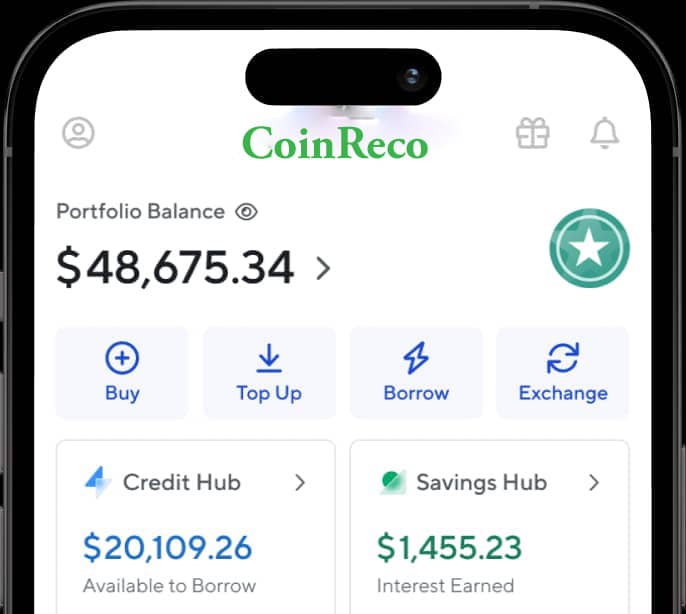 CoinReco
Portfolio Balance
$48,675.34
Buy
Top Up
Borrow
Exchange
Credit Hub
Savings Hub
$20,109.26
$1,455.23
Available to Borrow
Interest Earned